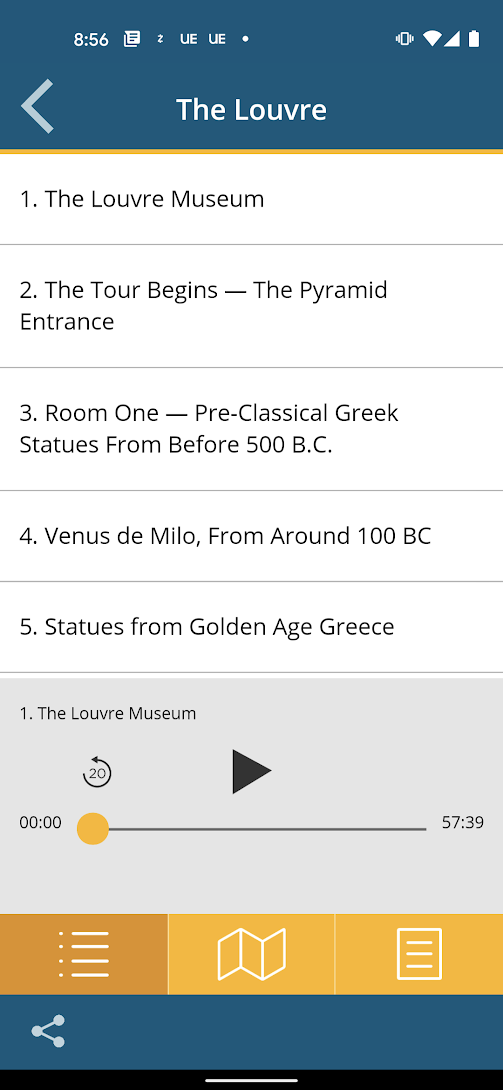 8:56 UE UE
The Louvre
1. The Louvre Museum
2. The Tour Begins — The Pyramid
Entrance
3. Room One — Pre-Classical Greek
Statues From Before 500 B.C.
4. Venus de Milo, From Around 100 BC
5. Statues from Golden Age Greece
1. The Louvre Museum
20
00:00 57:39